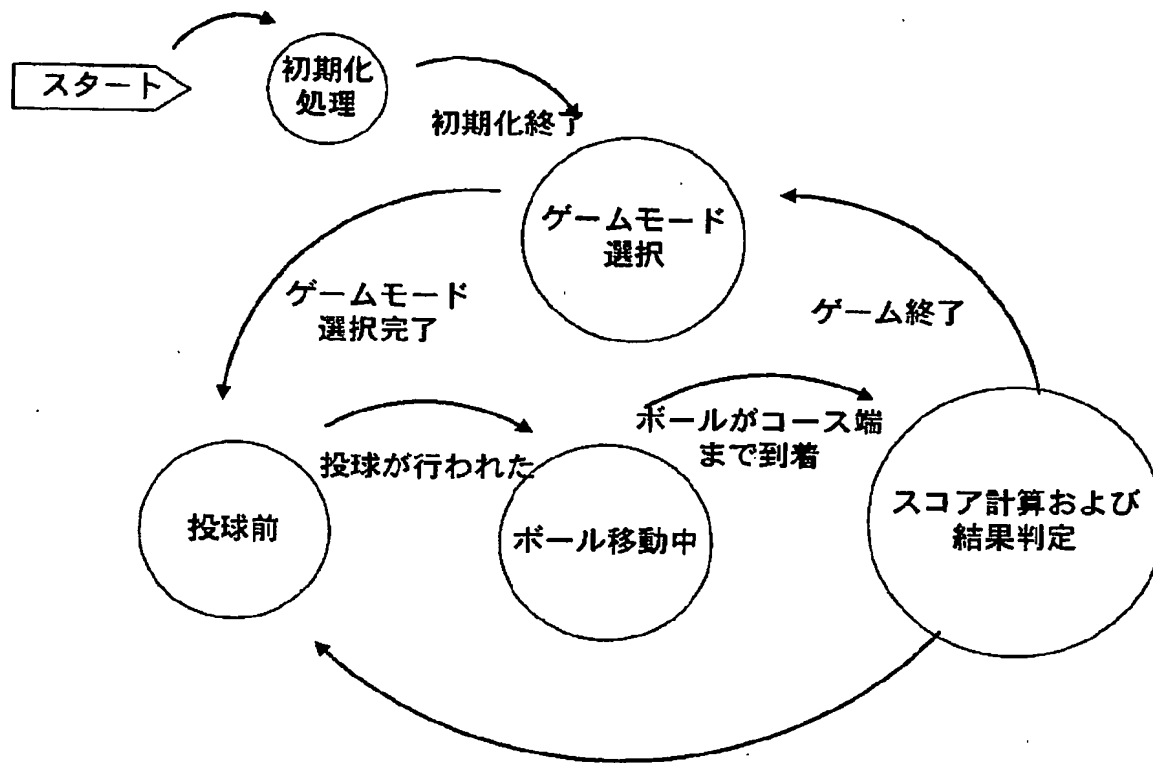 スタート
初期化
処理
初期化終了
ゲームモード
選択
ゲームモード
選択完了
ゲーム終了
投球が行われた
ボールがコース端
まで到着
投球前
ボール移動中
スコア計算および
結果判定